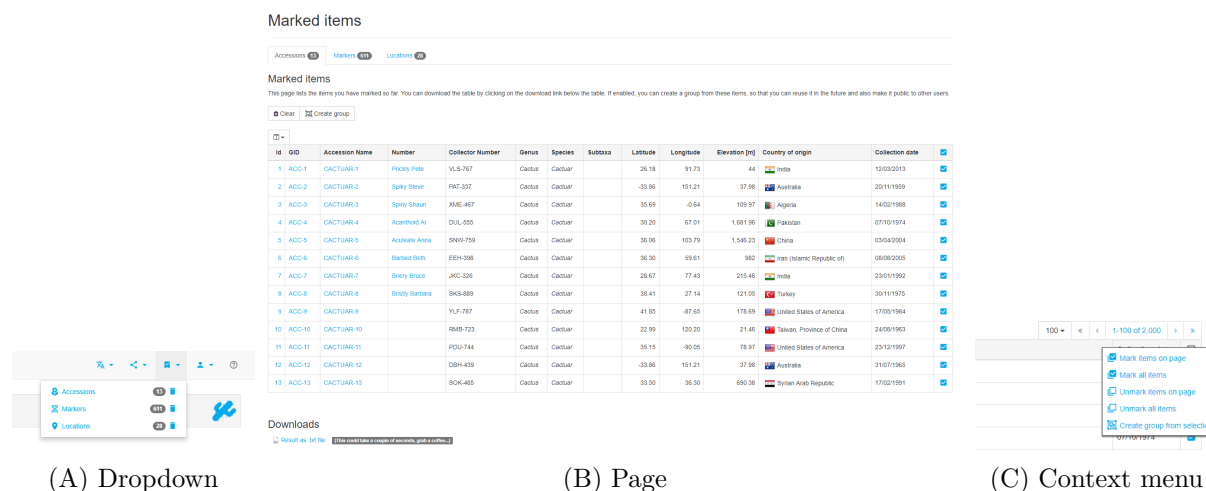 Marked items
Accessions 13 Markers 611 Locations 28
Marked items
This page lists the items you have marked so far. You can download the table by clicking on the download link below the table. If enabled, you can create a group from these items, so that you can reuse it in the future and also make it public to other users.
Clear Create group
Id GID Accession Name Number Collector Number Genus Species Subtaxa Latitude Longitude Elevation [m] Country of origin Collection date
1 ACC-1 CACTUAR-1 Prickly Pete VLS-767 Cactus Cactuar 26.18 91.73 44 India 12/03/2013
2 ACC-2 CACTUAR-2 Spiky Steve PAT-337 Cactus Cactuar -33.86 151.21 37.98 Australia 20/11/1959
3 ACC-3 CACTUAR-3 Spiny Shaun XME-467 Cactus Cactuar 35.69 -0.64 109.97 Algeria 14/02/1988
4 ACC-4 CACTUAR-4 Acanthoid Al DUL-555 Cactus Cactuar 30.20 67.01 1,681.96 Pakistan 07/10/1974
5 ACC-5 CACTUAR-5 Aculeate Anna SNW-759 Cactus Cactuar 36.06 103.79 1,546.23 China 03/04/2004
6 ACC-6 CACTUAR-6 Barbed Beth EEH-398 Cactus Cactuar 36.30 59.61 982 Iran (Islamic Republic of) 08/08/2005
7 ACC-7 CACTUAR-7 Briery Bruce JKC-326 Cactus Cactuar 28.67 77.43 215.46 India 23/01/1992
8 ACC-8 CACTUAR-8 Bristly Barbara SKS-889 Cactus Cactuar 38.41 27.14 121.05 Turkey 30/11/1975
9 ACC-9 CACTUAR-9 YLF-787 Cactus Cactuar 41.85 -87.65 178.69 United States of America 17/05/1984
10 ACC-10 CACTUAR-10 RMB-723 Cactus Cactuar 22.99 120.20 21.46 Taiwan, Province of China 24/08/1963
11 ACC-11 CACTUAR-11 PDU-744 Cactus Cactuar 35.15 -90.05 78.97 United States of America 23/12/1997
12 ACC-12 CACTUAR-12 DBH-439 Cactus Cactuar -33.86 151.21 37.98 Australia 31/07/1965
13 ACC-13 CACTUAR-13 SOK-485 Cactus Cactuar 33.50 36.30 690.38 Syrian Arab Republic 17/02/1991
Downloads
Result as .txt file (This could take a couple of seconds, grab a coffee...)
Accessions 13
Markers 611
Locations 28
100 « < 1-100 of 2,000 > »
Mark items on page
Mark all items
Unmark items on page
Unmark all items
Create group from selectio
07/10/1974
(A) Dropdown
(B) Page
(C) Context menu